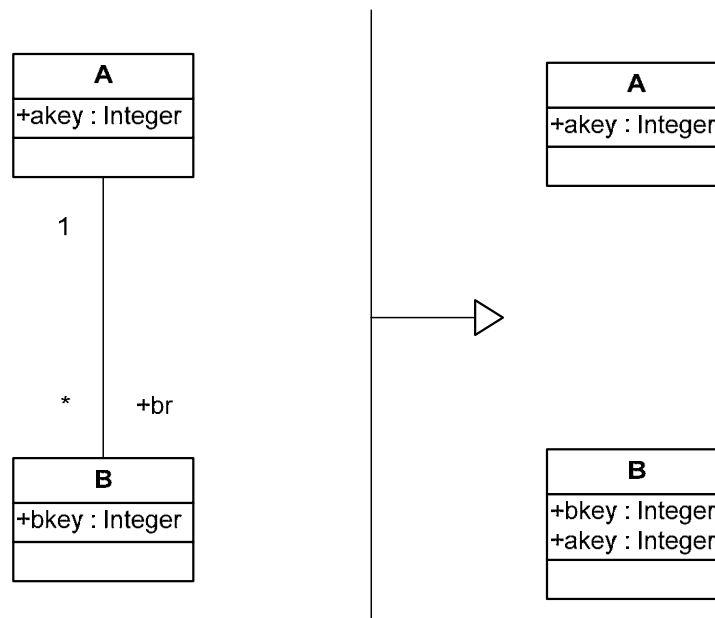 A
+akey : Integer
1
*
+br
B
+bkey : Integer
A
+akey : Integer
B
+bkey : Integer
+akey : Integer